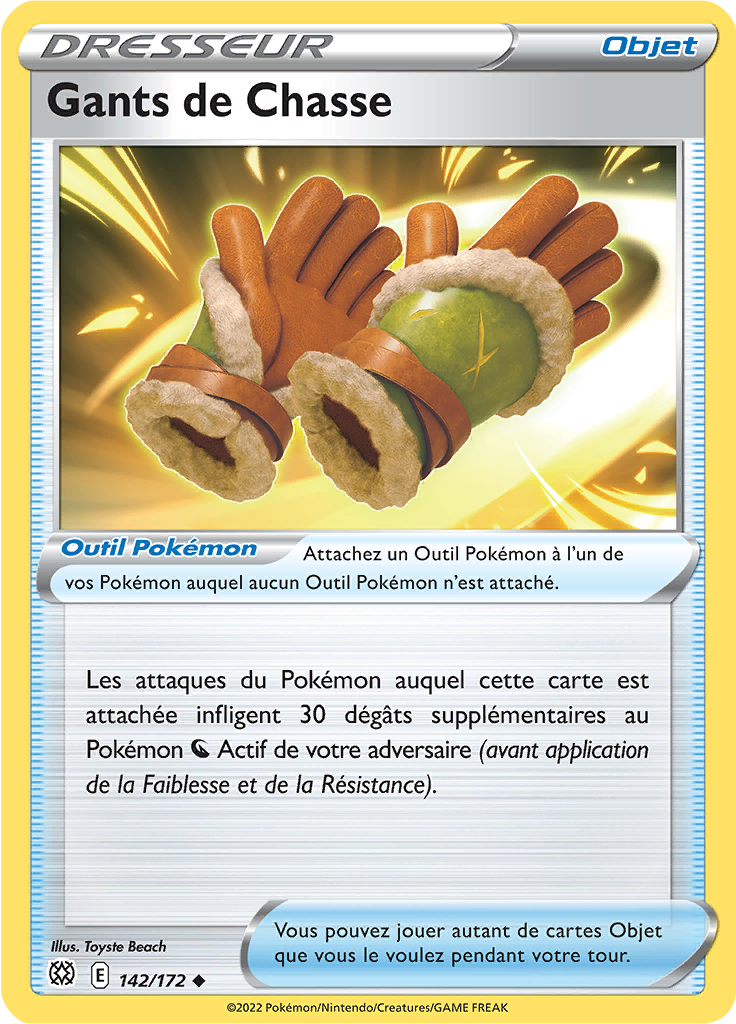 DRESSEUR
Objet
Gants de Chasse
Outil Pokémon
Attachez un Outil Pokémon à l'un de
vos Pokémon auquel aucun Outil Pokémon n'est attaché.
Les attaques du Pokémon auquel cette carte est
attachée infligent 30 dégâts supplémentaires au
Pokémon Actif de votre adversaire (avant application
de la Faiblesse et de la Résistance).
Vous pouvez jouer autant de cartes Objet
que vous le voulez pendant votre tour.
Illus. Toyste Beach
E 142/172
©2022 Pokémon/Nintendo/Creatures/GAME FREAK